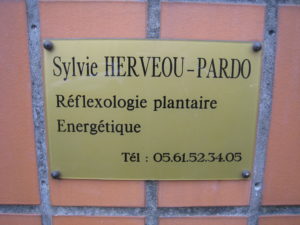 Sylvie HERVEOU-PARDO
Réflexologie plantaire
Energétique
Tél : 05.61.52.34.05